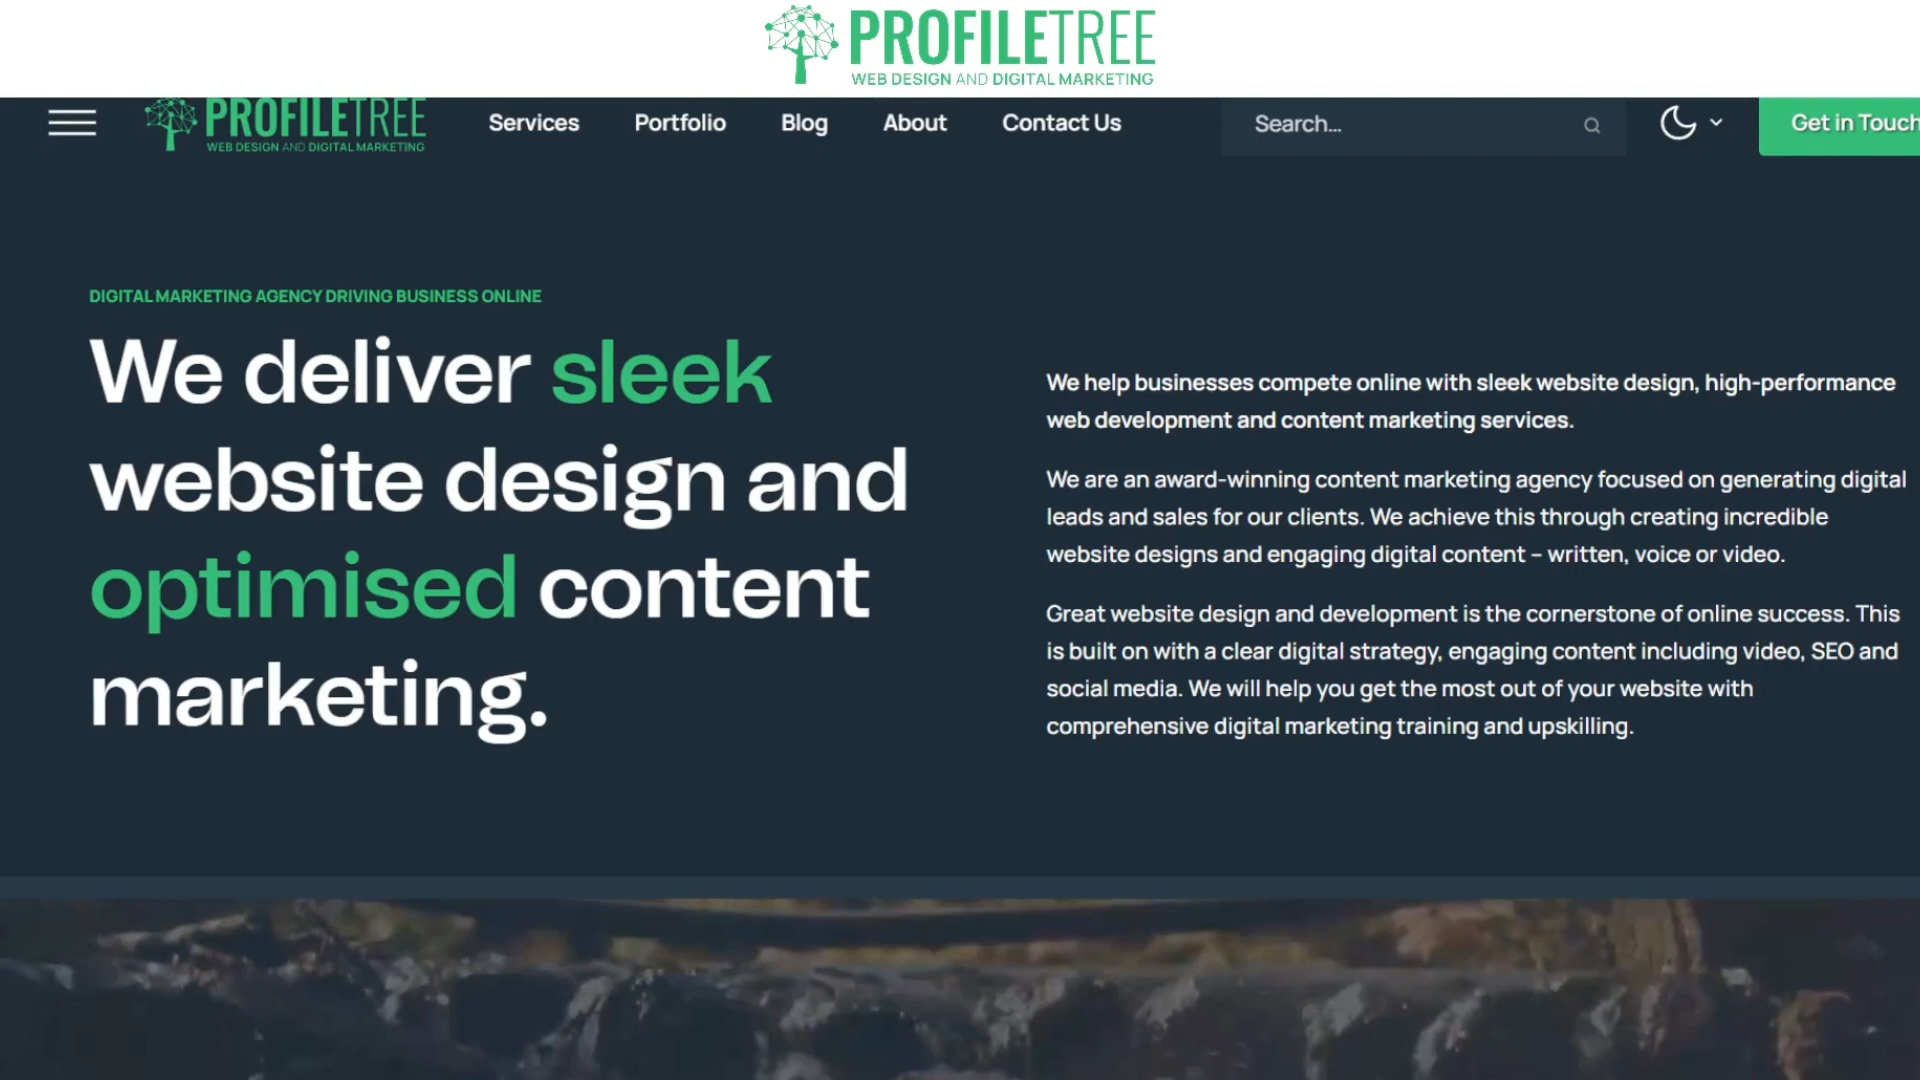 PROFILETREE
WEB DESIGN AND DIGITAL MARKETING
PROFILETREE
WEB DESIGN AND DIGITAL MARKETING
Services Portfolio Blog About Contact Us Search... Get in Touch
DIGITAL MARKETING AGENCY DRIVING BUSINESS ONLINE
We deliver sleek
website design and
optimised content
marketing.
We help businesses compete online with sleek website design, high-performance
web development and content marketing services.
We are an award-winning content marketing agency focused on generating digital
leads and sales for our clients. We achieve this through creating incredible
website designs and engaging digital content – written, voice or video.
Great website design and development is the cornerstone of online success. This
is built on with a clear digital strategy, engaging content including video, SEO and
social media. We will help you get the most out of your website with
comprehensive digital marketing training and upskilling.